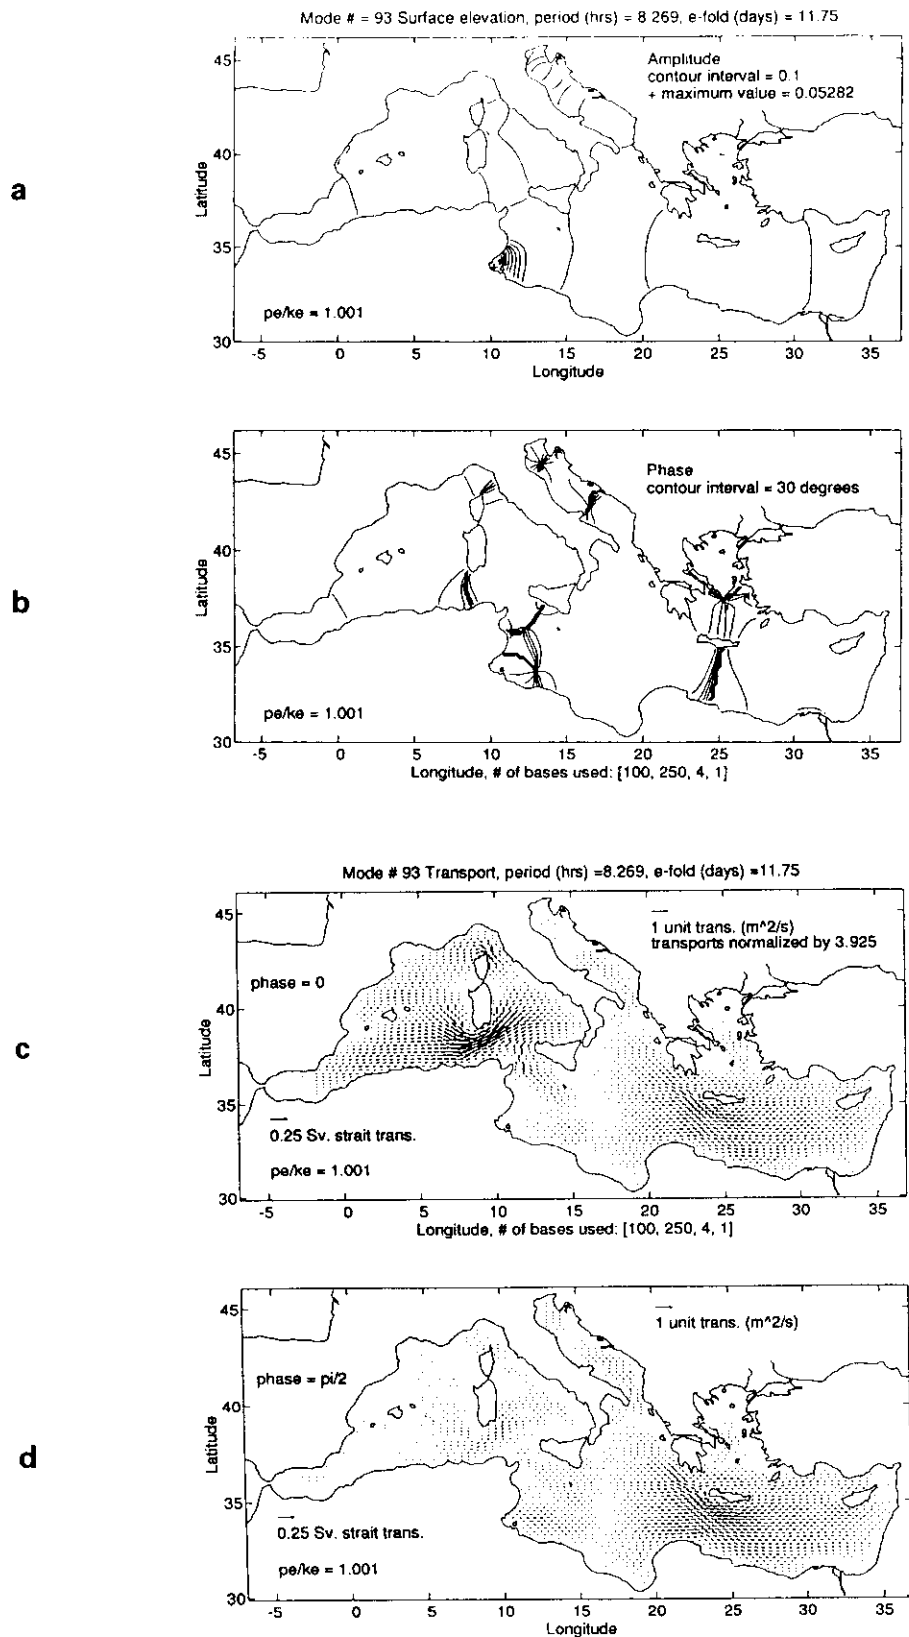 Mode # = 93 Surface elevation, period (hrs) = 8 269, e-fold (days) = 11.75
a
Amplitude
contour interval = 0.1
+ maximum value = 0.05282
45
40
35
30
Latitude
pe/ke = 1.001
-5 0 5 10 15 20 25 30 35
Longitude
b
Phase
contour interval = 30 degrees
45
40
35
30
Latitude
pe/ke = 1.001
-5 0 5 10 15 20 25 30 35
Longitude, # of bases used: [100, 250, 4, 1]
Mode # 93 Transport, period (hrs) =8.269, e-fold (days) =11.75
c
1 unit trans. (m^2/s)
transports normalized by 3.925
phase = 0
45
40
35
30
Latitude
0.25 Sv. strait trans.
pe/ke = 1.001
-5 0 5 10 15 20 25 30 35
Longitude, # of bases used: [100, 250, 4, 1]
d
1 unit trans. (m^2/s)
phase = pi/2
45
40
35
30
Latitude
0.25 Sv. strait trans.
pe/ke = 1.001
-5 0 5 10 15 20 25 30 35
Longitude